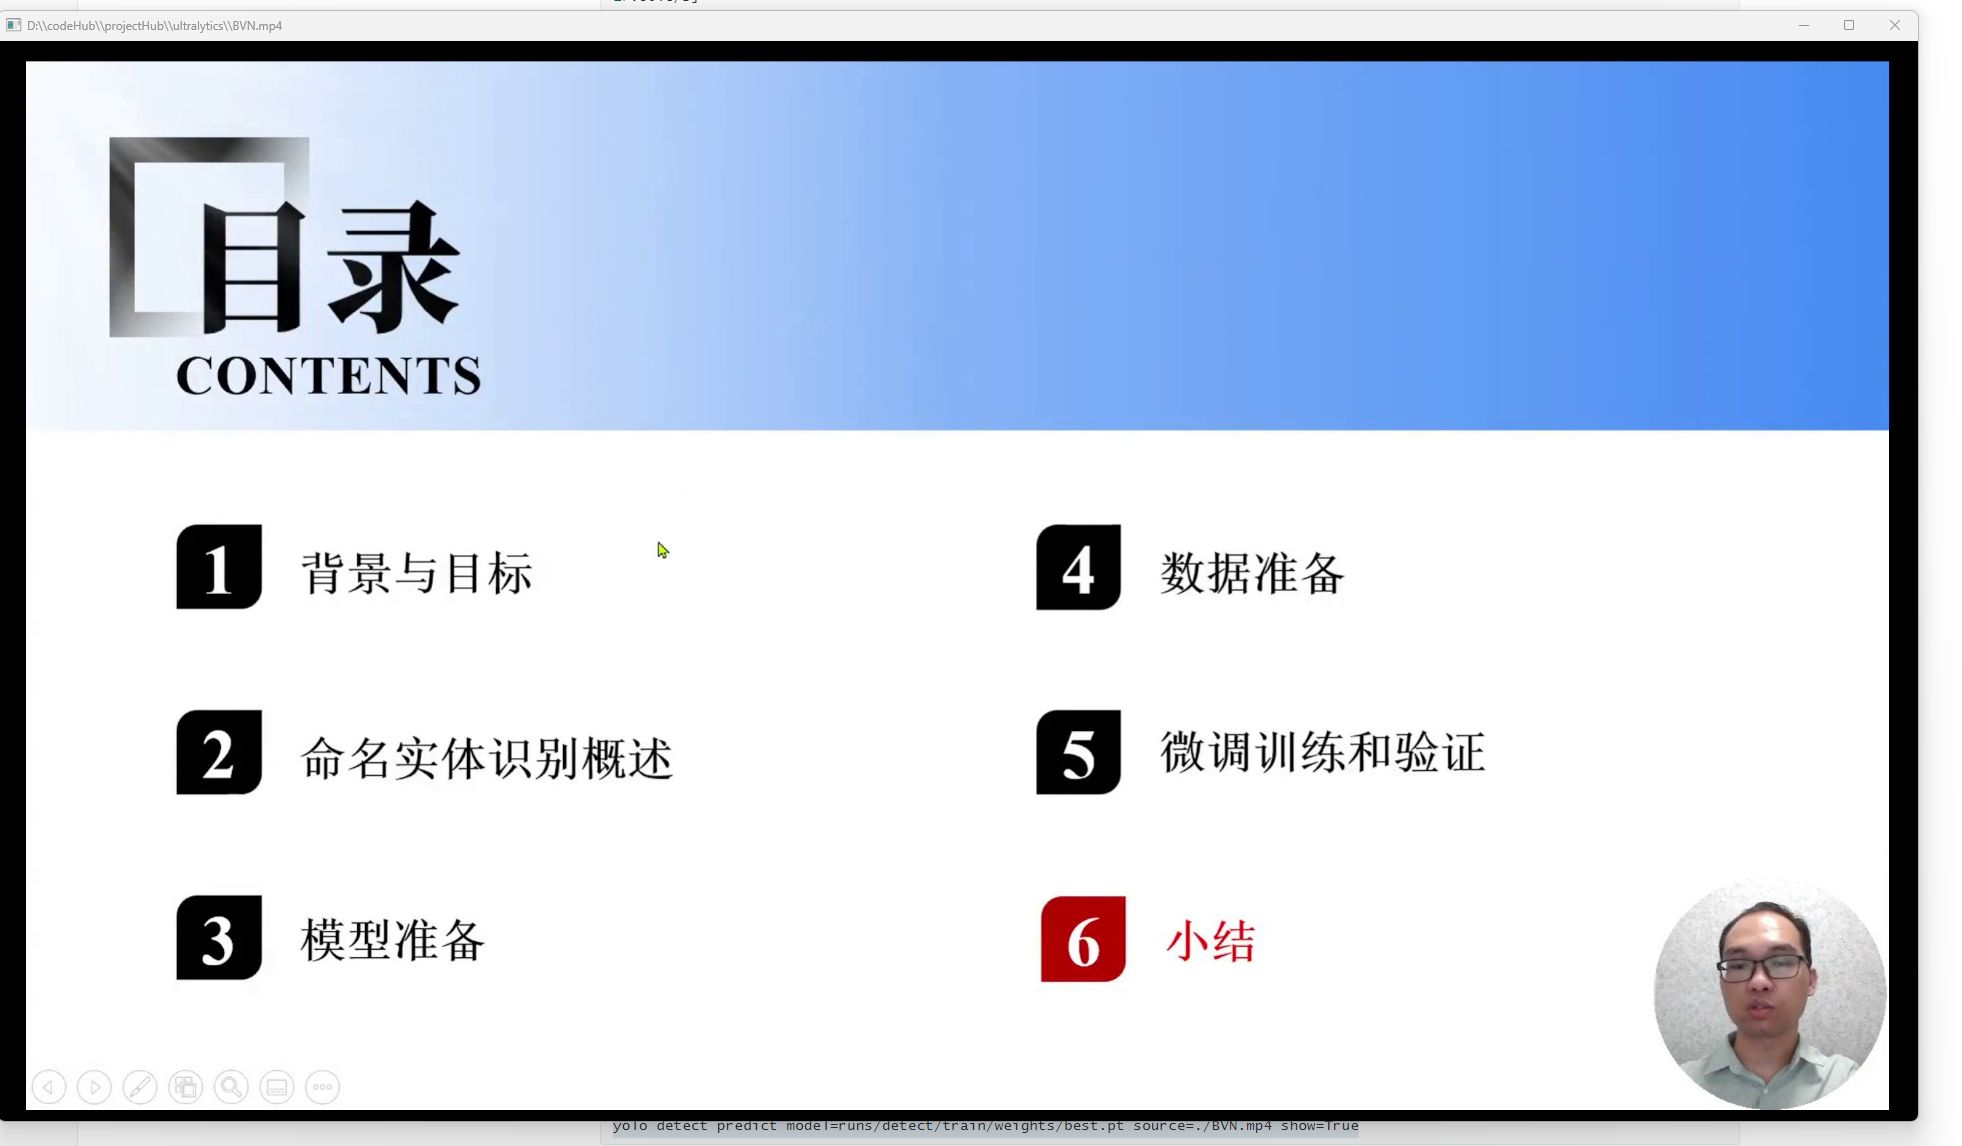 D:\\codeHub\\projectHub\\ultralytics\\BVN.mp4
目录
CONTENTS
1 背景与目标
2 命名实体识别概述
3 模型准备
4 数据准备
5 微调训练和验证
6 小结
yolo detect predict model=runs/detect/train/weights/best.pt source=./BVN.mp4 show=True